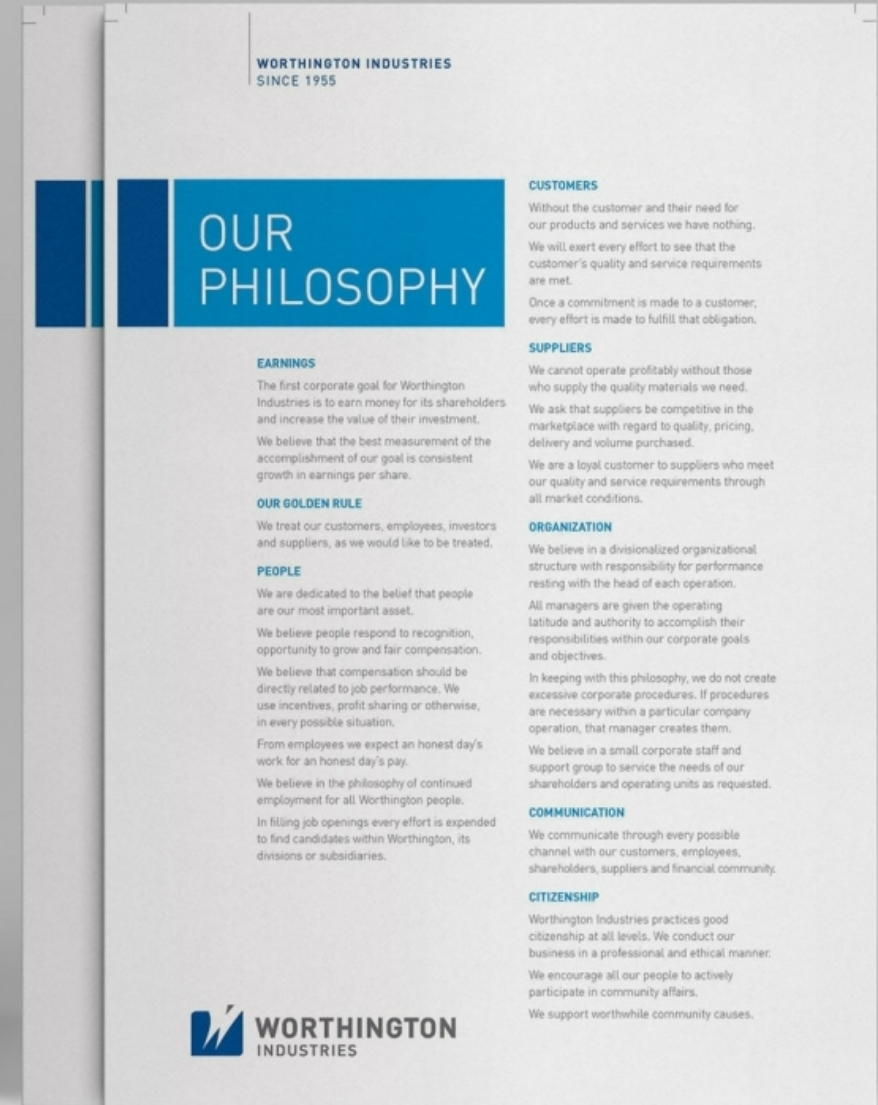 WORTHINGTON INDUSTRIES
SINCE 1955
OUR
PHILOSOPHY
EARNINGS
The first corporate goal for Worthington
Industries is to earn money for its shareholders
and increase the value of their investment.
We believe that the best measurement of the
accomplishment of our goal is consistent
growth in earnings per share.
OUR GOLDEN RULE
We treat our customers, employees, investors
and suppliers, as we would like to be treated.
PEOPLE
We are dedicated to the belief that people
are our most important asset.
We believe people respond to recognition,
opportunity to grow and fair compensation.
We believe that compensation should be
directly related to job performance. We
use incentives, profit sharing or otherwise,
in every possible situation.
From employees we expect an honest day's
work for an honest day's pay.
We believe in the philosophy of continued
employment for all Worthington people.
In filling job openings every effort is expended
to find candidates within Worthington, its
divisions or subsidiaries.
CUSTOMERS
Without the customer and their need for
our products and services we have nothing.
We will exert every effort to see that the
customer's quality and service requirements
are met.
Once a commitment is made to a customer,
every effort is made to fulfill that obligation.
SUPPLIERS
We cannot operate profitably without those
who supply the quality materials we need.
We ask that suppliers be competitive in the
marketplace with regard to quality, pricing,
delivery and volume purchased.
We are a loyal customer to suppliers who meet
our quality and service requirements through
all market conditions.
ORGANIZATION
We believe in a divisionalized organizational
structure with responsibility for performance
resting with the head of each operation.
All managers are given the operating
latitude and authority to accomplish their
responsibilities within our corporate goals
and objectives.
In keeping with this philosophy, we do not create
excessive corporate procedures. If procedures
are necessary within a particular company
operation, that manager creates them.
We believe in a small corporate staff and
support group to service the needs of our
shareholders and operating units as requested.
COMMUNICATION
We communicate through every possible
channel with our customers, employees,
shareholders, suppliers and financial community.
CITIZENSHIP
Worthington Industries practices good
citizenship at all levels. We conduct our
business in a professional and ethical manner.
We encourage all our people to actively
participate in community affairs.
We support worthwhile community causes.
WORTHINGTON
INDUSTRIES